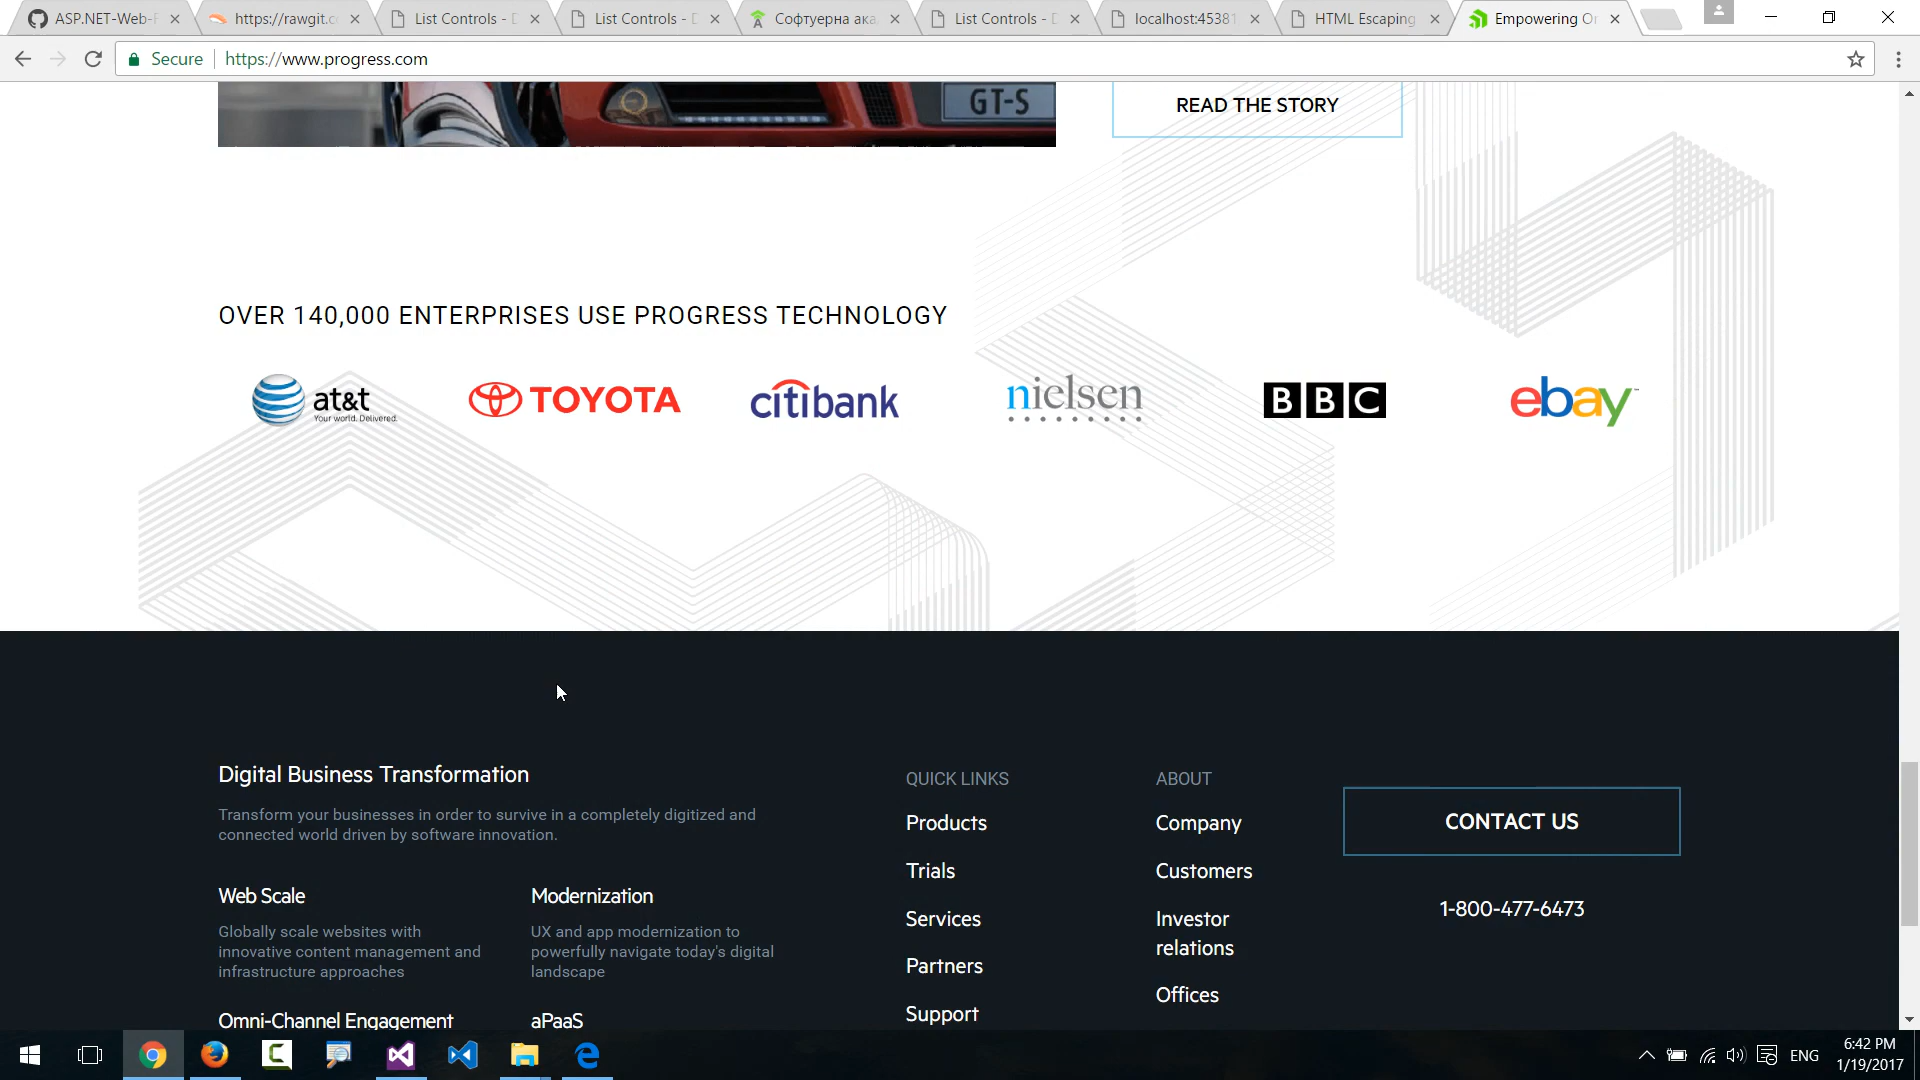 ASP.NET-Web-F
https://rawgit.c
List Controls - D
List Controls - D
Софтуерна ака
List Controls - D
localhost:45381
HTML Escaping
Empowering Or
Secure
https://www.progress.com
GT-S
READ THE STORY
OVER 140,000 ENTERPRISES USE PROGRESS TECHNOLOGY
at&t
Your world. Delivered.
TOYOTA
citibank
nielsen
BBC
ebay™
Digital Business Transformation
Transform your businesses in order to survive in a completely digitized and
connected world driven by software innovation.
Web Scale
Globally scale websites with
innovative content management and
infrastructure approaches
Modernization
UX and app modernization to
powerfully navigate today's digital
landscape
Omni-Channel Engagement
aPaaS
QUICK LINKS
Products
Trials
Services
Partners
Support
ABOUT
Company
Customers
Investor
relations
Offices
CONTACT US
1-800-477-6473
ENG
6:42 PM
1/19/2017